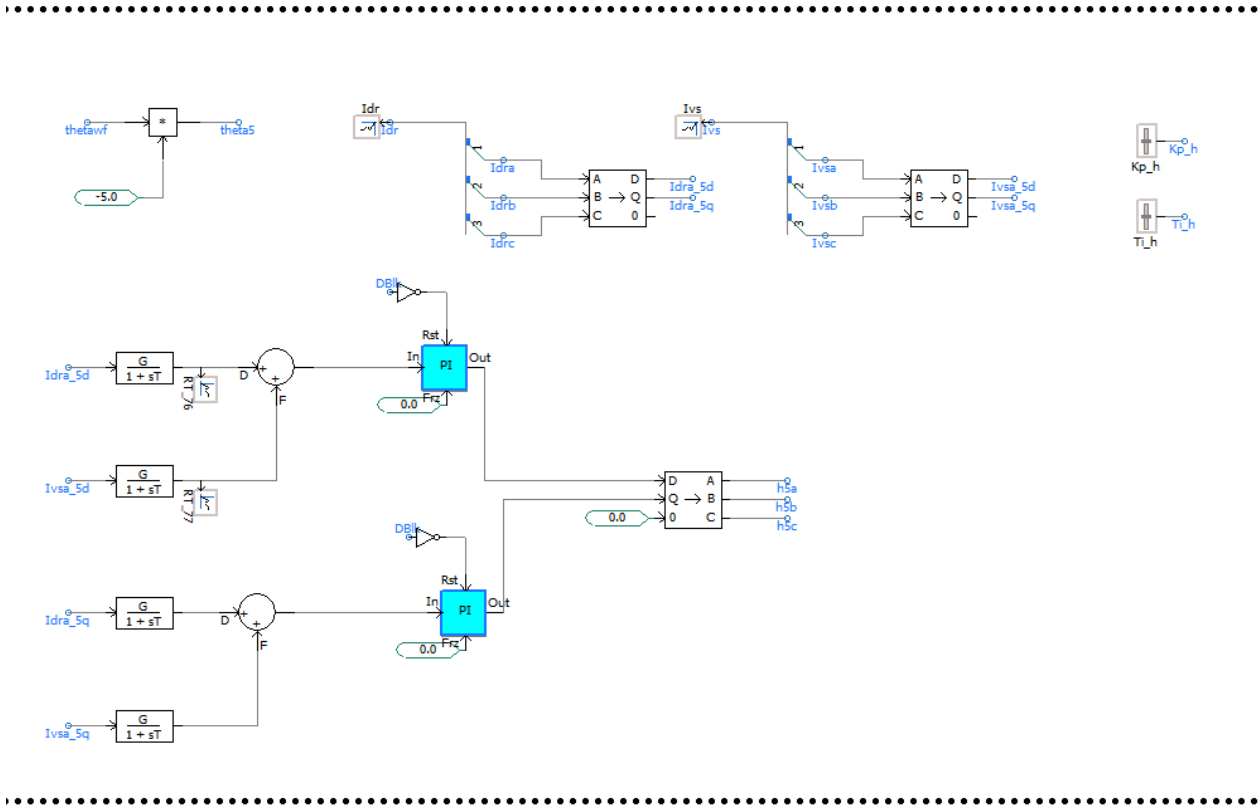 Idr
Ivs
thetawf
*
theta5
Idr
Ivs
-5.0
1
Idra
2
Idrb
3
Idrc
A
B
C
D
Q
0
Idra_5d
Idra_5q
1
Ivsa
2
Ivsb
3
Ivsc
A
B
C
D
Q
0
Ivsa_5d
Ivsa_5q
Kp_h
Kp_h
Ti_h
Ti_h
DBlk
Rst
In
PI
Out
Frz
0.0
Idra_5d
G
1 + sT
RT_76
D
+
+
F
Ivsa_5d
G
1 + sT
RT_77
D
Q
0
A
B
C
0.0
h5a
h5b
h5c
DBlk
Rst
In
PI
Out
Frz
0.0
Idra_5q
G
1 + sT
D
+
+
F
Ivsa_5q
G
1 + sT